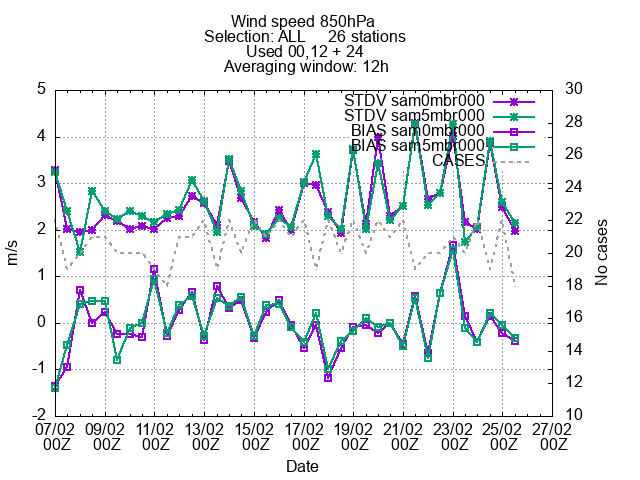 Wind speed 850hPa
Selection: ALL 26 stations
Used 00,12 + 24
Averaging window: 12h
STDV sam0mbr000
STDV sam5mbr000
BIAS sam0mbr000
BIAS sam5mbr000
CASES
m/s
5
4
3
2
1
0
-1
-2
30
28
26
24
22
20
18
16
14
12
10
No cases
07/02 09/02 11/02 13/02 15/02 17/02 19/02 21/02 23/02 25/02 27/02
00Z 00Z 00Z 00Z 00Z 00Z 00Z 00Z 00Z 00Z 00Z
Date